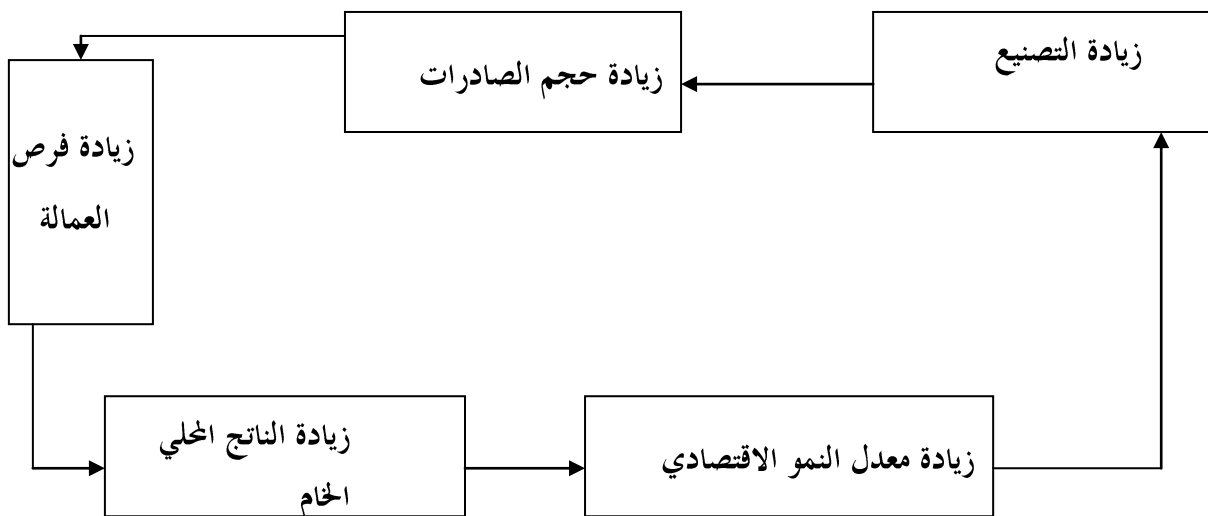 زيادة التصنيع
زيادة حجم الصادرات
زيادة فرص
العمالة
زيادة الناتج المحلي
الخام
زيادة معدل النمو الاقتصادي